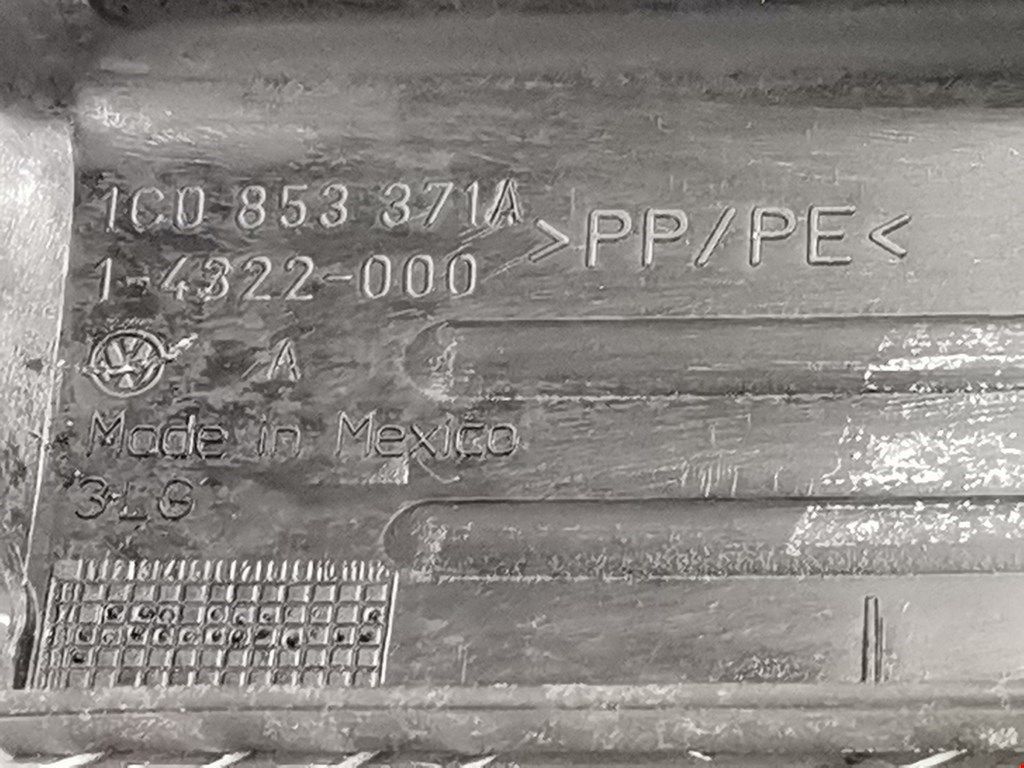 1C0 853 371A
>PP/PE<
1-4322-000
A
Made in Mexico
3LG